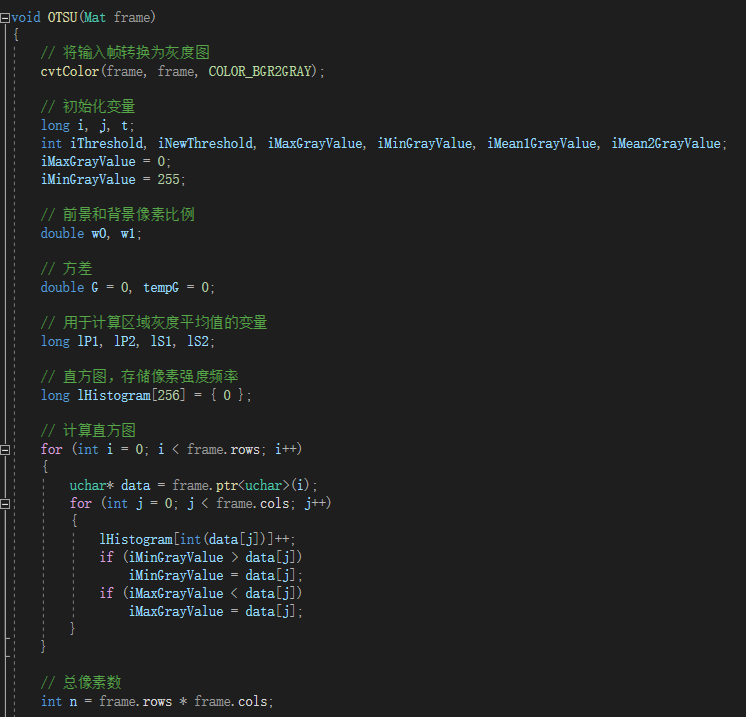 void OTSU(Mat frame)
{
// 将输入帧转换为灰度图
cvtColor(frame, frame, COLOR_BGR2GRAY);
// 初始化变量
long i, j, t;
int iThreshold, iNewThreshold, iMaxGrayValue, iMinGrayValue, iMean1GrayValue, iMean2GrayValue;
iMaxGrayValue = 0;
iMinGrayValue = 255;
// 前景和背景像素比例
double w0, w1;
// 方差
double G = 0, tempG = 0;
// 用于计算区域灰度平均值的变量
long lP1, lP2, lS1, lS2;
// 直方图，存储像素强度频率
long lHistogram[256] = { 0 };
// 计算直方图
for (int i = 0; i < frame.rows; i++)
{
uchar* data = frame.ptr<uchar>(i);
for (int j = 0; j < frame.cols; j++)
{
lHistogram[int(data[j])]++;
if (iMinGrayValue > data[j])
iMinGrayValue = data[j];
if (iMaxGrayValue < data[j])
iMaxGrayValue = data[j];
}
}
// 总像素数
int n = frame.rows * frame.cols;